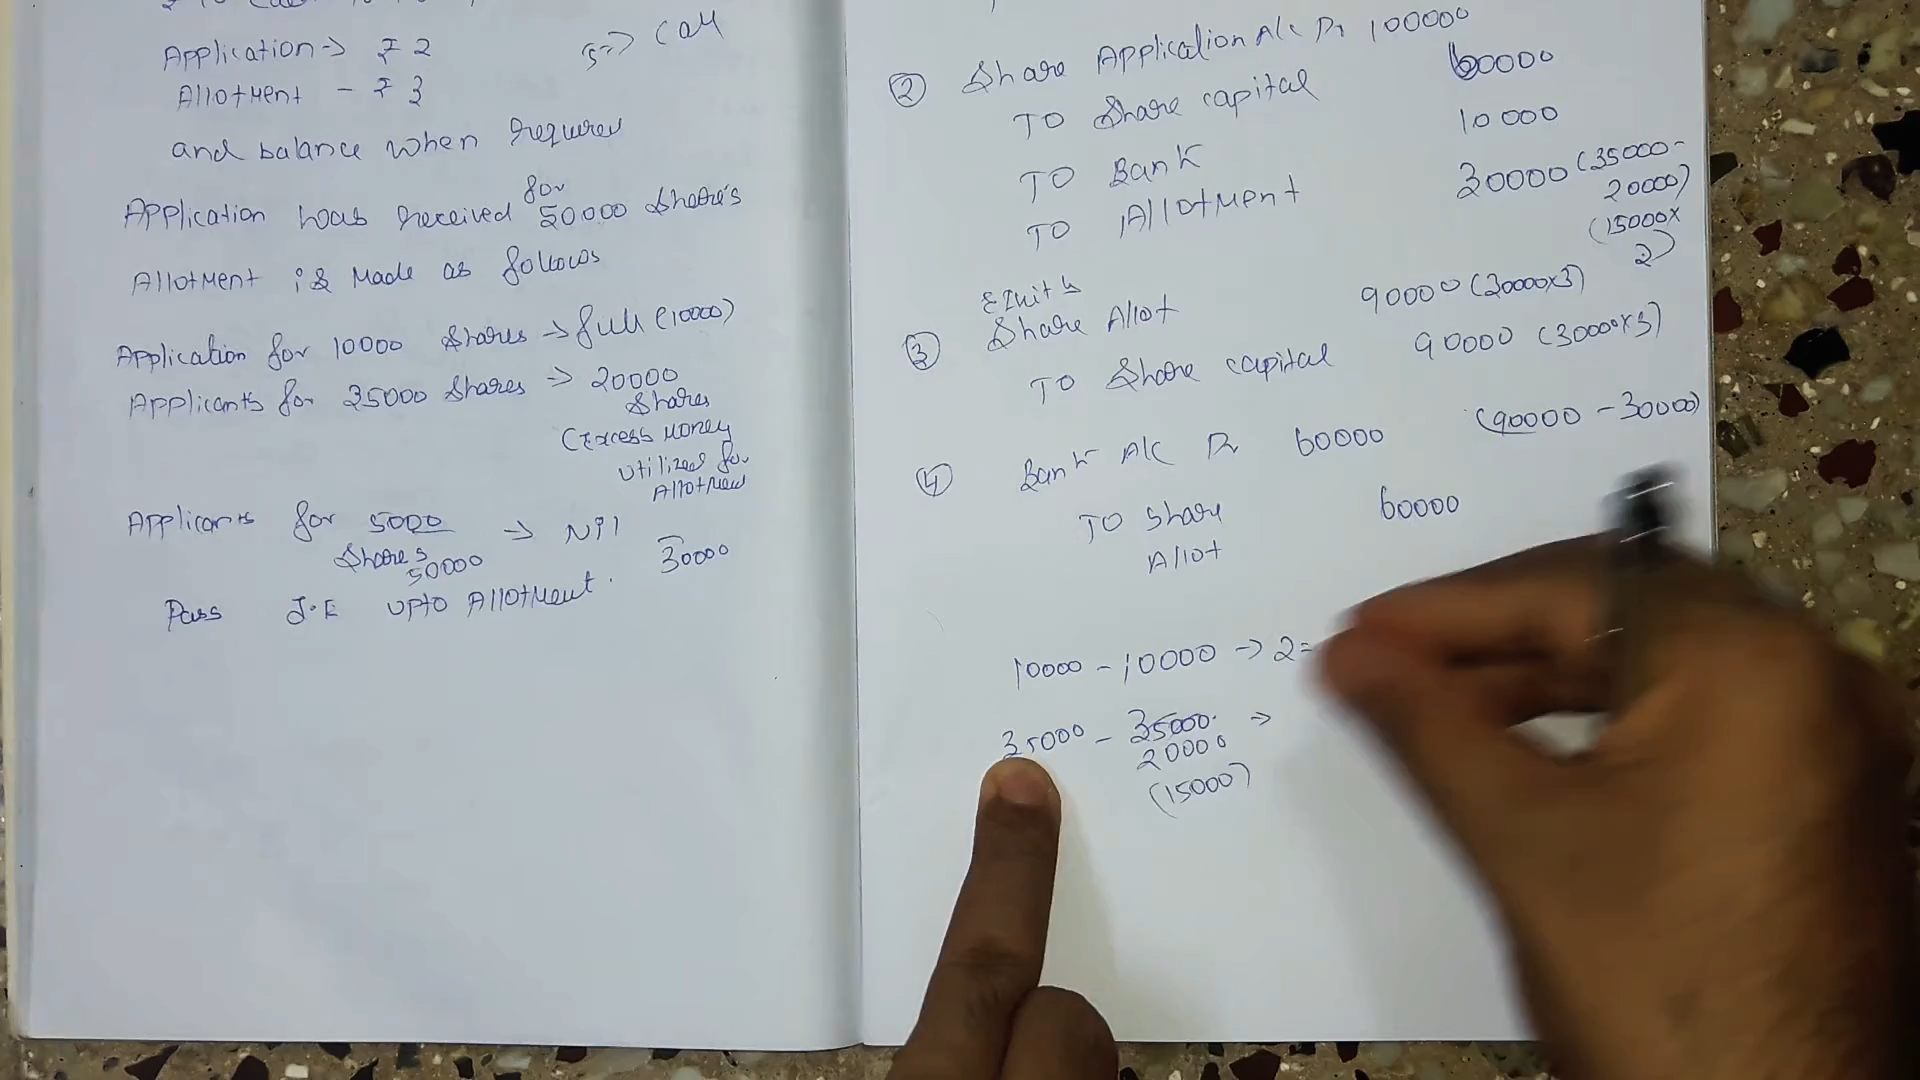 Application -> ₹ 2
5 => Call
Allotment - ₹ 3
and balance when required
Application was received for 50000 share's
Allotment is made as follows
Application for 10000 shares -> full (10000)
Applicants for 35000 shares => 20000
shares
(Excess money
utilized for
Allotment
Applicants for 5000 -> Nil
shares
50000
30000
Pass J.E upto Allotment.
② Share Application A/c Dr 100000
TO Share capital 60000
TO Bank 10000
TO Allotment 30000 (35000-
20000)
(15000x
2)
③ Equity
Share Allot 90000 (30000x3)
TO Share capital 90000 (30000x3)
④ Bank A/c Dr 60000 (90000 - 30000)
TO share 60000
Allot
10000 - 10000 -> 2=
35000 - 35000. ->
20000
(15000)